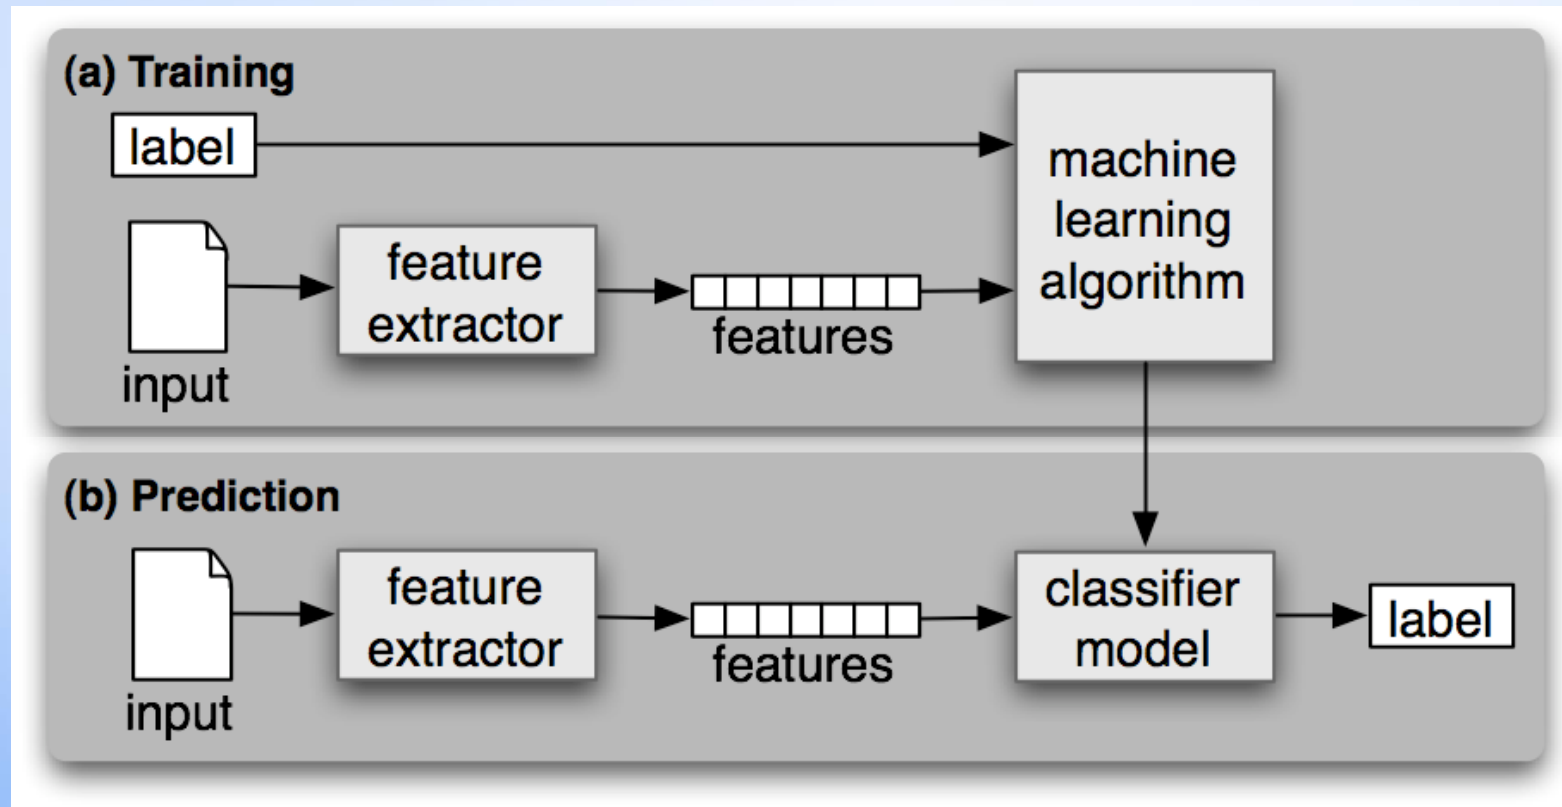 (a) Training
label
machine
learning
algorithm
feature
extractor
features
input
(b) Prediction
feature
extractor
features
classifier
model
label
input